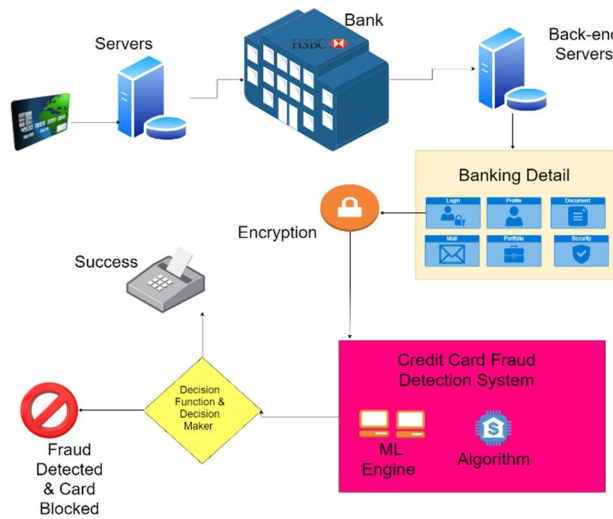 Servers
Bank
HSBC
Back-end
Servers
Banking Detail
Login
Profile
Document
Mail
Portfolio
Security
Encryption
Success
Credit Card Fraud
Detection System
Decision
Function &
Decision
Maker
ML
Engine
Algorithm
Fraud
Detected
& Card
Blocked